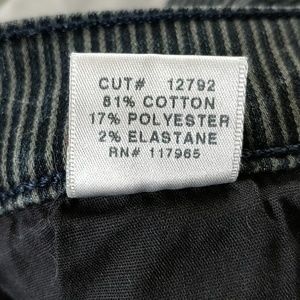 CUT# 12792
81% COTTON
17% POLYESTER
2% ELASTANE
RN# 117965